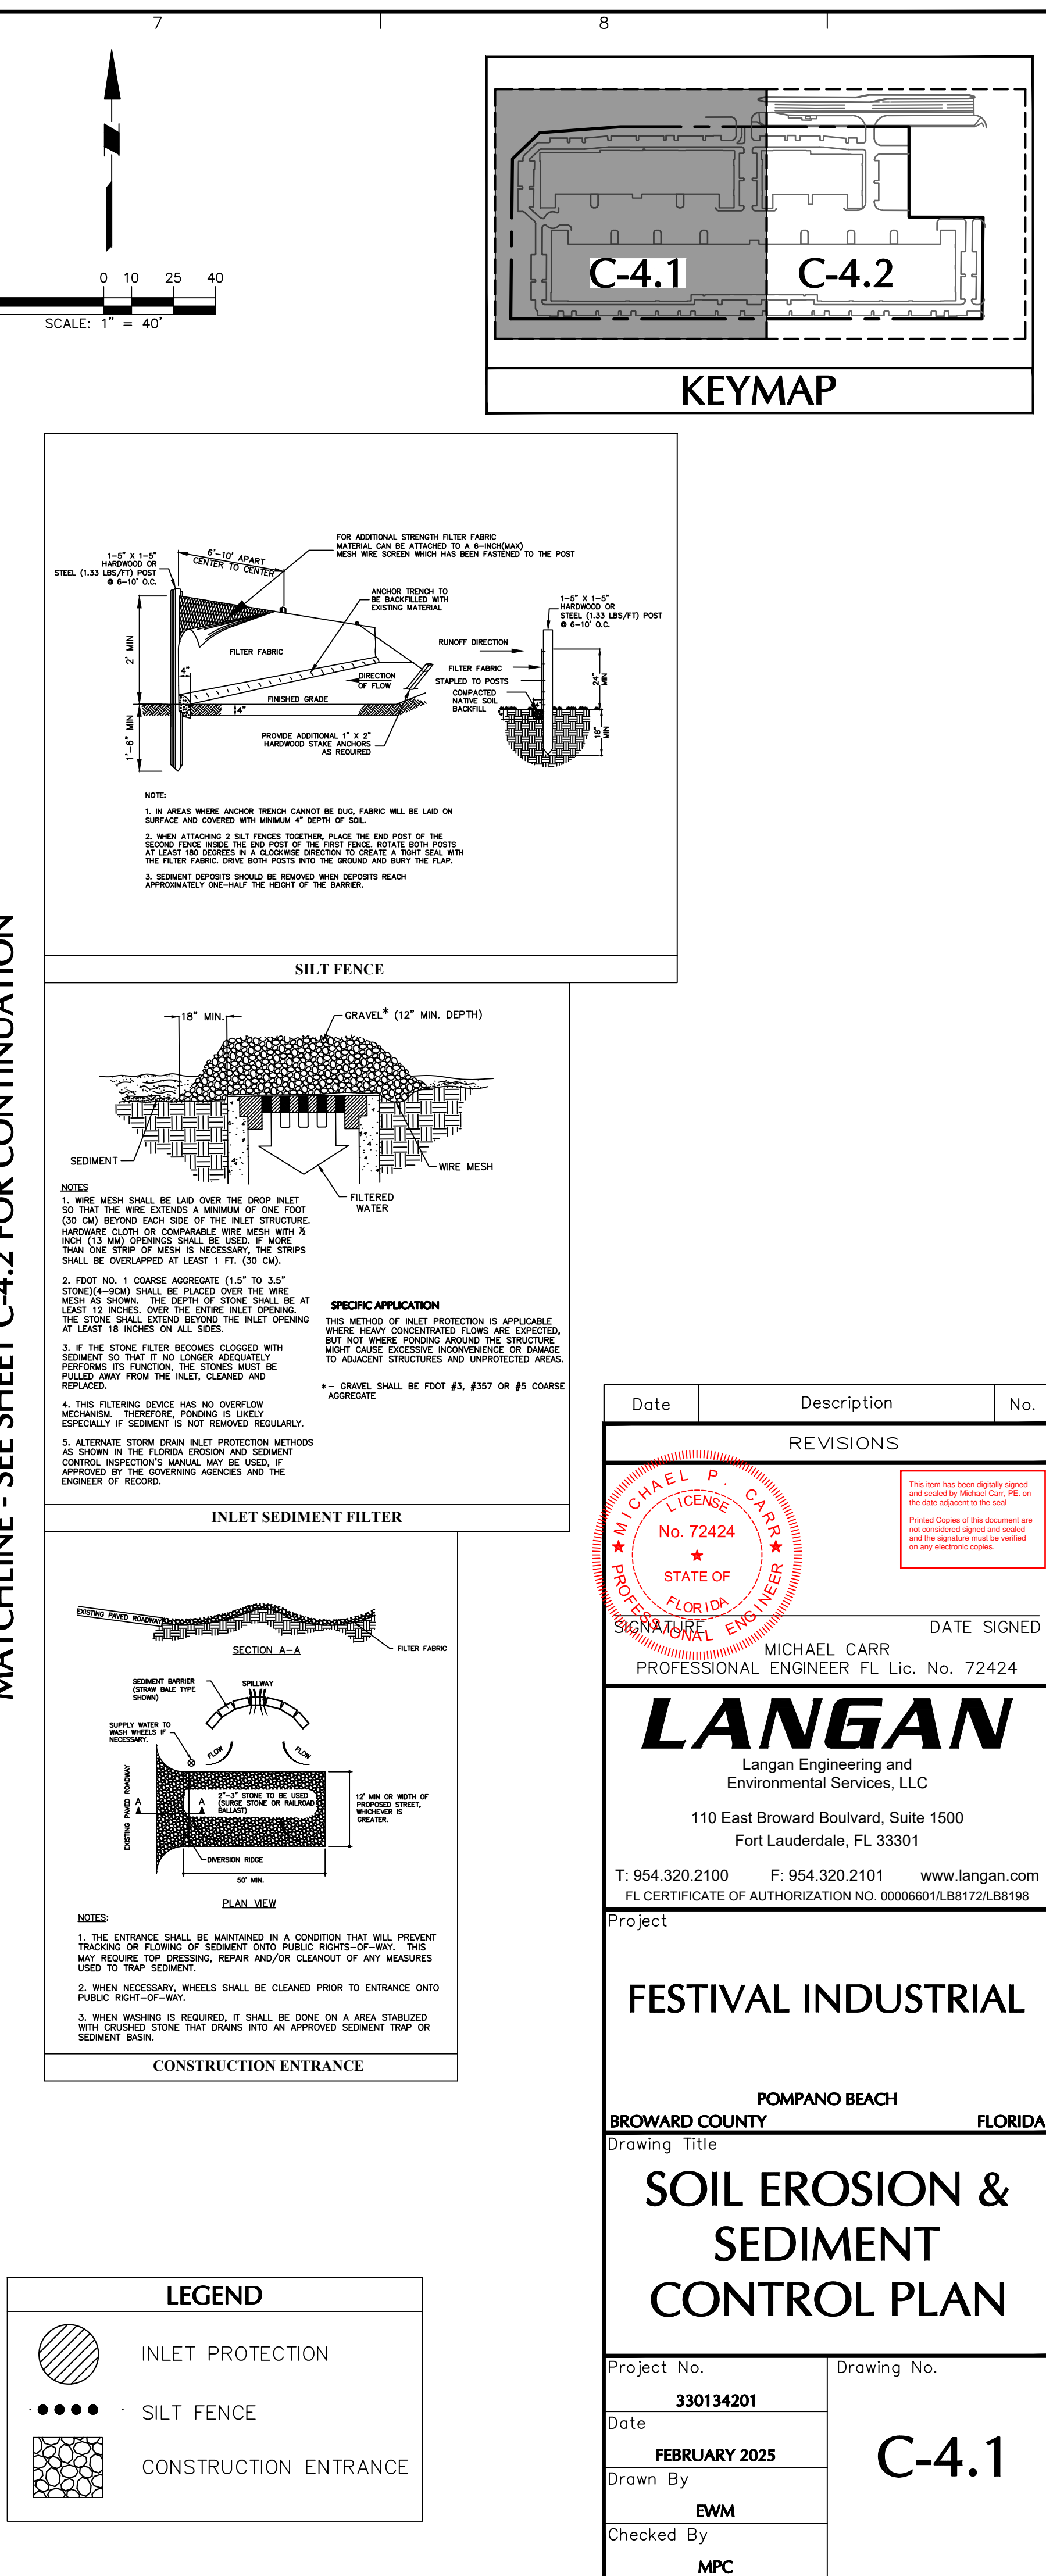 7
8
0 10 25 40
SCALE: 1" = 40'
C-4.1
C-4.2
KEYMAP
MATCHLINE - SEE SHEET C-4.2 FOR CONTINUATION
FOR ADDITIONAL STRENGTH FILTER FABRIC
MATERIAL CAN BE ATTACHED TO A 6-INCH(MAX)
MESH WIRE SCREEN WHICH HAS BEEN FASTENED TO THE POST
1-5" X 1-5"
HARDWOOD OR
STEEL (1.33 LBS/FT) POST
@ 6-10' O.C.
6'-10' APART
CENTER TO CENTER
ANCHOR TRENCH TO
BE BACKFILLED WITH
EXISTING MATERIAL
2' MIN
FILTER FABRIC
4"
DIRECTION
OF FLOW
FINISHED GRADE
4"
1'-6" MIN
PROVIDE ADDITIONAL 1" X 2"
HARDWOOD STAKE ANCHORS
AS REQUIRED
1-5" X 1-5"
HARDWOOD OR
STEEL (1.33 LBS/FT) POST
@ 6-10' O.C.
RUNOFF DIRECTION
FILTER FABRIC
STAPLED TO POSTS
COMPACTED
NATIVE SOIL
BACKFILL
24"
MIN
18"
MIN
NOTE:
1. IN AREAS WHERE ANCHOR TRENCH CANNOT BE DUG, FABRIC WILL BE LAID ON
SURFACE AND COVERED WITH MINIMUM 4" DEPTH OF SOIL.
2. WHEN ATTACHING 2 SILT FENCES TOGETHER, PLACE THE END POST OF THE
SECOND FENCE INSIDE THE END POST OF THE FIRST FENCE. ROTATE BOTH POSTS
AT LEAST 180 DEGREES IN A CLOCKWISE DIRECTION TO CREATE A TIGHT SEAL WITH
THE FILTER FABRIC. DRIVE BOTH POSTS INTO THE GROUND AND BURY THE FLAP.
3. SEDIMENT DEPOSITS SHOULD BE REMOVED WHEN DEPOSITS REACH
APPROXIMATELY ONE-HALF THE HEIGHT OF THE BARRIER.
SILT FENCE
18" MIN.
GRAVEL* (12" MIN. DEPTH)
SEDIMENT
WIRE MESH
FILTERED
WATER
NOTES
1. WIRE MESH SHALL BE LAID OVER THE DROP INLET
SO THAT THE WIRE EXTENDS A MINIMUM OF ONE FOOT
(30 CM) BEYOND EACH SIDE OF THE INLET STRUCTURE.
HARDWARE CLOTH OR COMPARABLE WIRE MESH WITH ½
INCH (13 MM) OPENINGS SHALL BE USED. IF MORE
THAN ONE STRIP OF MESH IS NECESSARY, THE STRIPS
SHALL BE OVERLAPPED AT LEAST 1 FT. (30 CM).
2. FDOT NO. 1 COARSE AGGREGATE (1.5" TO 3.5"
STONE)(4-9CM) SHALL BE PLACED OVER THE WIRE
MESH AS SHOWN. THE DEPTH OF STONE SHALL BE AT
LEAST 12 INCHES. OVER THE ENTIRE INLET OPENING.
THE STONE SHALL EXTEND BEYOND THE INLET OPENING
AT LEAST 18 INCHES ON ALL SIDES.
3. IF THE STONE FILTER BECOMES CLOGGED WITH
SEDIMENT SO THAT IT NO LONGER ADEQUATELY
PERFORMS ITS FUNCTION, THE STONES MUST BE
PULLED AWAY FROM THE INLET, CLEANED AND
REPLACED.
4. THIS FILTERING DEVICE HAS NO OVERFLOW
MECHANISM. THEREFORE, PONDING IS LIKELY
ESPECIALLY IF SEDIMENT IS NOT REMOVED REGULARLY.
5. ALTERNATE STORM DRAIN INLET PROTECTION METHODS
AS SHOWN IN THE FLORIDA EROSION AND SEDIMENT
CONTROL INSPECTION'S MANUAL MAY BE USED, IF
APPROVED BY THE GOVERNING AGENCIES AND THE
ENGINEER OF RECORD.
SPECIFIC APPLICATION
THIS METHOD OF INLET PROTECTION IS APPLICABLE
WHERE HEAVY CONCENTRATED FLOWS ARE EXPECTED,
BUT NOT WHERE PONDING AROUND THE STRUCTURE
MIGHT CAUSE EXCESSIVE INCONVENIENCE OR DAMAGE
TO ADJACENT STRUCTURES AND UNPROTECTED AREAS.
*- GRAVEL SHALL BE FDOT #3, #357 OR #5 COARSE
AGGREGATE
INLET SEDIMENT FILTER
EXISTING PAVED ROADWAY
FILTER FABRIC
SECTION A-A
SEDIMENT BARRIER
(STRAW BALE TYPE
SHOWN)
SPILLWAY
SUPPLY WATER TO
WASH WHEELS IF
NECESSARY.
FLOW
FLOW
EXISTING PAVED ROADWAY
A
A
2"-3" STONE TO BE USED
(SURGE STONE OR RAILROAD
BALLAST)
12' MIN OR WIDTH OF
PROPOSED STREET,
WHICHEVER IS
GREATER.
DIVERSION RIDGE
50' MIN.
PLAN VIEW
NOTES:
1. THE ENTRANCE SHALL BE MAINTAINED IN A CONDITION THAT WILL PREVENT
TRACKING OR FLOWING OF SEDIMENT ONTO PUBLIC RIGHTS-OF-WAY. THIS
MAY REQUIRE TOP DRESSING, REPAIR AND/OR CLEANOUT OF ANY MEASURES
USED TO TRAP SEDIMENT.
2. WHEN NECESSARY, WHEELS SHALL BE CLEANED PRIOR TO ENTRANCE ONTO
PUBLIC RIGHT-OF-WAY.
3. WHEN WASHING IS REQUIRED, IT SHALL BE DONE ON A AREA STABLIZED
WITH CRUSHED STONE THAT DRAINS INTO AN APPROVED SEDIMENT TRAP OR
SEDIMENT BASIN.
CONSTRUCTION ENTRANCE
LEGEND
INLET PROTECTION
SILT FENCE
CONSTRUCTION ENTRANCE
Date Description No.
REVISIONS
MICHAEL P. CARR
LICENSE
No. 72424
STATE OF
FLORIDA
PROFESSIONAL ENGINEER
This item has been digitally signed
and sealed by Michael Carr, PE. on
the date adjacent to the seal
Printed Copies of this document are
not considered signed and sealed
and the signature must be verified
on any electronic copies.
SIGNATURE DATE SIGNED
MICHAEL CARR
PROFESSIONAL ENGINEER FL Lic. No. 72424
LANGAN
Langan Engineering and
Environmental Services, LLC
110 East Broward Boulvard, Suite 1500
Fort Lauderdale, FL 33301
T: 954.320.2100 F: 954.320.2101 www.langan.com
FL CERTIFICATE OF AUTHORIZATION NO. 00006601/LB8172/LB8198
Project
FESTIVAL INDUSTRIAL
POMPANO BEACH
BROWARD COUNTY FLORIDA
Drawing Title
SOIL EROSION &
SEDIMENT
CONTROL PLAN
Project No.
330134201
Date
FEBRUARY 2025
Drawn By
EWM
Checked By
MPC
Drawing No.
C-4.1